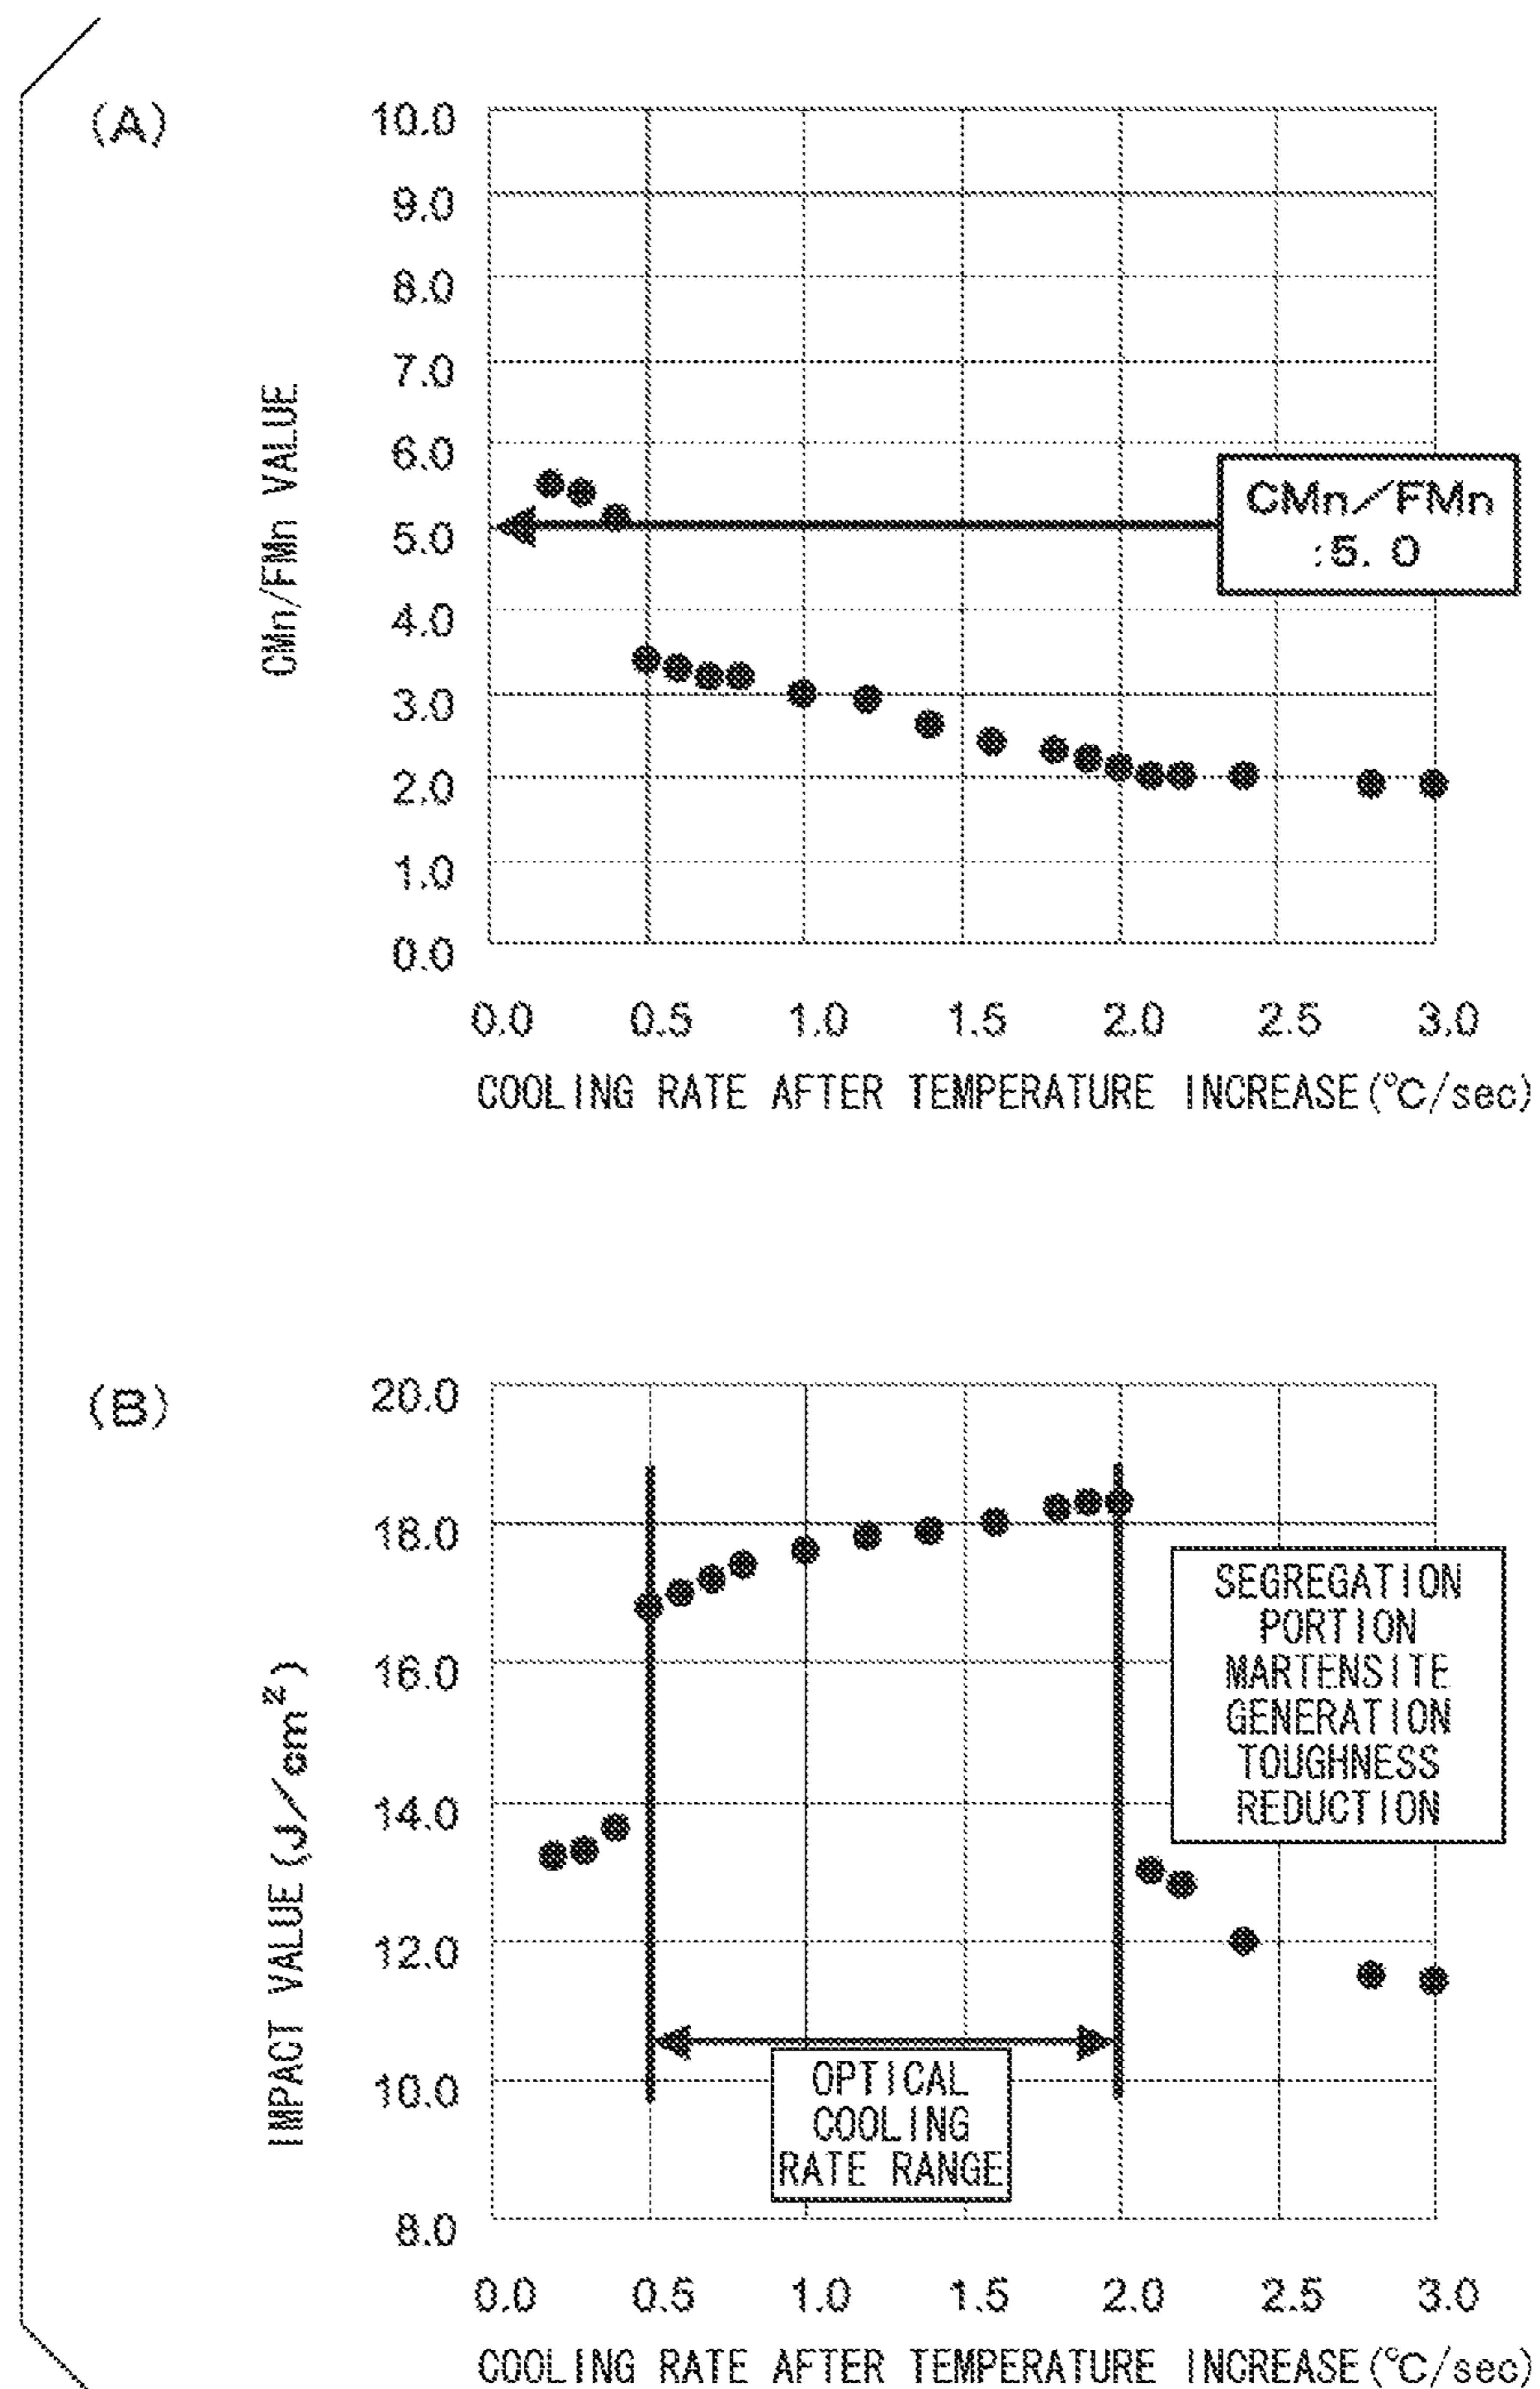 (A)
CMn/FMn VALUE
10.0
9.0
8.0
7.0
6.0
5.0
4.0
3.0
2.0
1.0
0.0
CMn/FMn
:5. 0
0.0 0.5 1.0 1.5 2.0 2.5 3.0
COOLING RATE AFTER TEMPERATURE INCREASE(°C/sec)
(B)
IMPACT VALUE(J/cm²)
20.0
18.0
16.0
14.0
12.0
10.0
8.0
SEGREGATION
PORTION
MARTENSITE
GENERATION
TOUGHNESS
REDUCTION
OPTICAL
COOLING
RATE RANGE
0.0 0.5 1.0 1.5 2.0 2.5 3.0
COOLING RATE AFTER TEMPERATURE INCREASE(°C/sec)